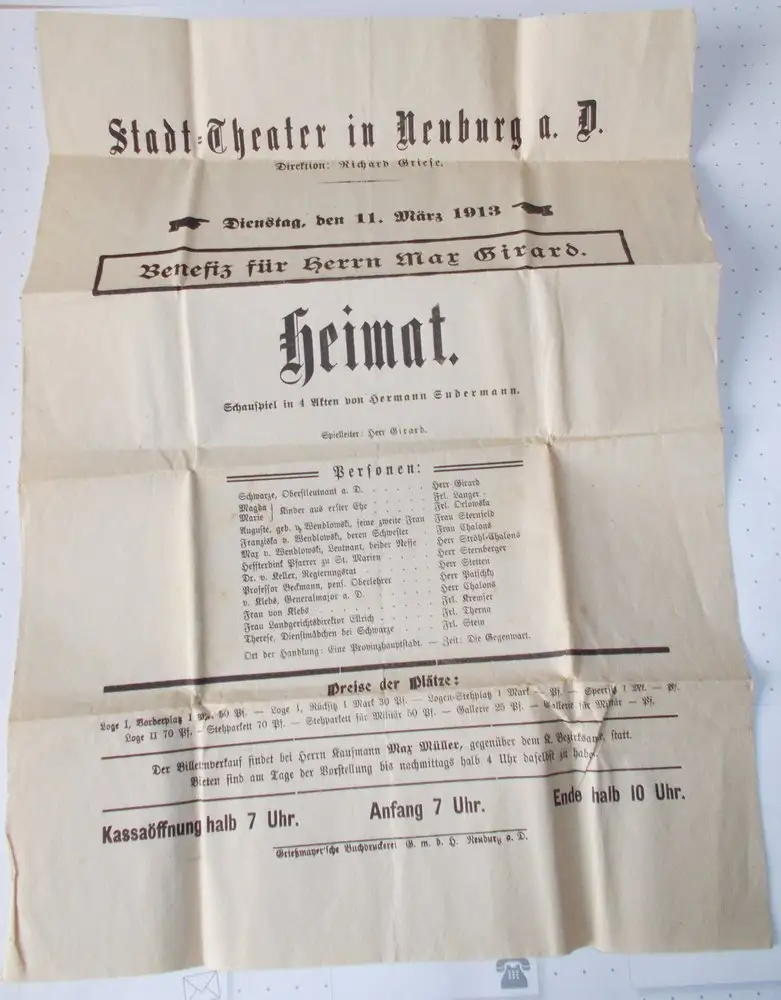 Stadt-Theater in Neuburg a. D.
Direktion: Richard Griese.
Dienstag, den 11. März 1913
Benefiz für Herrn Max Girard.
Heimat.
Schauspiel in 4 Akten von Hermann Sudermann.
Spielleiter: Herr Girard.
Personen:
Schwarze, Oberstleutnant a. D. . . . . . Herr Girard
Magda } Kinder aus erster Ehe . . . . . Frl. Langer
Marie } Frl. Orlowska
Auguste, geb. v. Wendlowski, seine zweite Frau Frau Sternfeld
Franziska v. Wendlowski, deren Schwester . Frau Chalons
Max v. Wendlowski, Leutnant, beider Neffe . Herr Ströhl-Chalons
Heffterdink Pfarrer zu St. Marien . . . . Herr Sternberger
Dr. v. Keller, Regierungsrat . . . . . Herr Stetten
Professor Beckmann, pens. Oberlehrer . . . Herr Patschky
v. Klebs, Generalmajor a. D. . . . . . Herr Chalons
Frau von Klebs . . . . . . . . . Frl. Kremser
Frau Landgerichtsdirektor Ellrich . . . . . Frl. Therna
Therese, Dienstmädchen bei Schwarze . . . . Frl. Stein
Ort der Handlung: Eine Provinzhauptstadt. — Zeit: Die Gegenwart.
Preise der Plätze:
Loge I, Vorderplatz 1 Mk. 50 Pf. — Loge I, Rücksitz 1 Mark 30 Pf. — Logen-Stehplatz 1 Mark — Pf. — Sperrsitz 1 Mk. — Pf.
Loge II 70 Pf. — Stehparkett 70 Pf. — Stehparkett für Militär 50 Pf. — Gallerie 25 Pf. — Gallerie für Militär — Pf.
Der Billettenverkauf findet bei Herrn Kaufmann Max Müller, gegenüber dem K. Bezirksamt, statt.
Bieten sind am Tage der Vorstellung bis nachmittags halb 4 Uhr daselbst zu haben.
Kassaöffnung halb 7 Uhr. Anfang 7 Uhr. Ende halb 10 Uhr.
Grießmayer'sche Buchdruckerei G. m. b. H. Neuburg a. D.